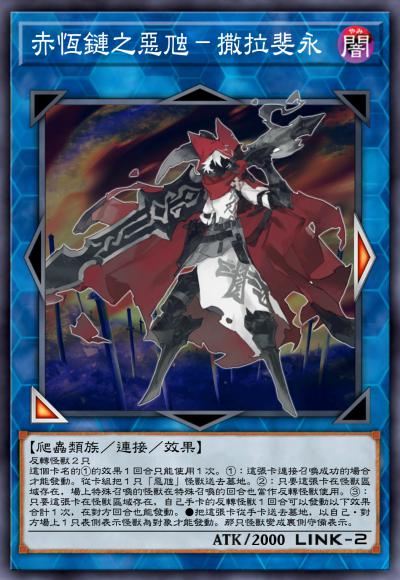 赤恆鏈之惡魊－撒拉斐永
やみ
闇
【爬蟲類族／連接／效果】
反轉怪獸２只
這個卡名的①的效果１回合只能使用１次。①：這張卡連接召喚成功的場合
才能發動。從卡組把１只「惡魊」怪獸送去墓地。②：只要這張卡在怪獸區
域存在，場上特殊召喚的怪獸在特殊召喚的回合也當作反轉怪獸使用。③：
只要這張卡在怪獸區域存在，自己手卡的反轉怪獸１回合可以發動以下效果
合計１次，在對方回合也能發動。●把這張卡從手卡送去墓地，以自己·對
方場上１只表側表示怪獸為對象才能發動。那只怪獸變成裏側守備表示。
ATK/2000 LINK-2